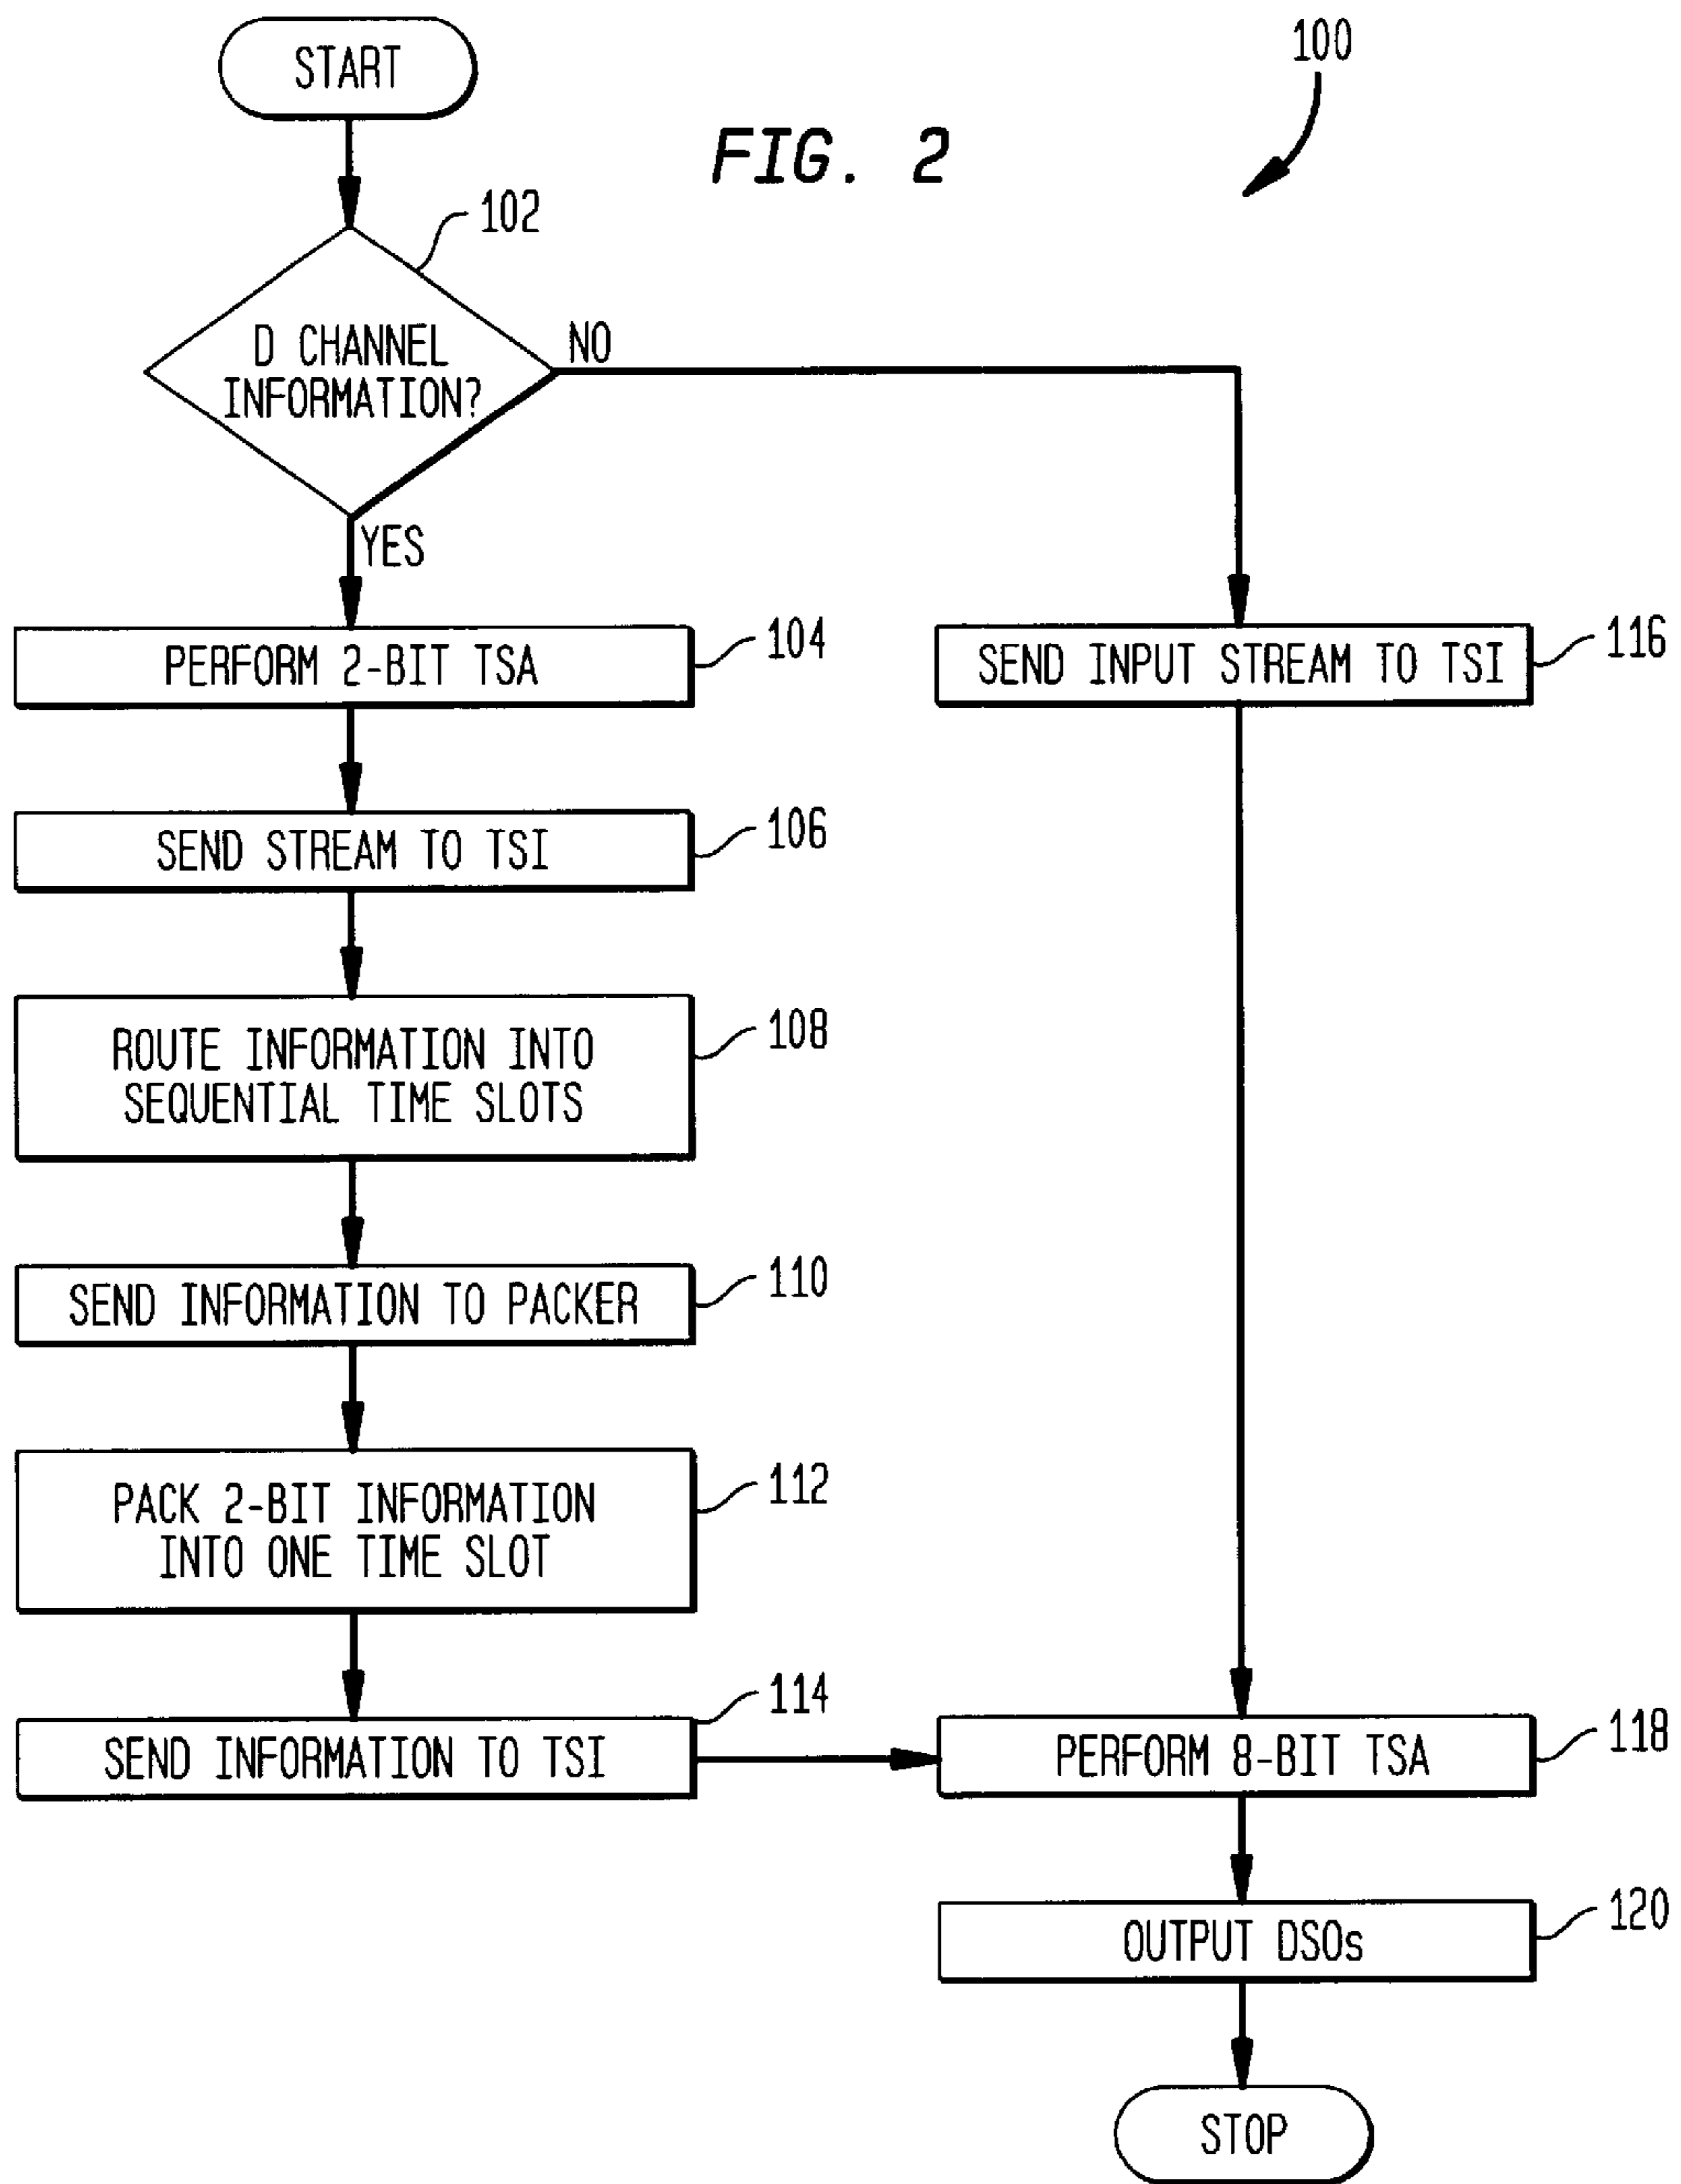 START
100
FIG. 2
102
D CHANNEL
INFORMATION?
NO
YES
PERFORM 2-BIT TSA
104
SEND INPUT STREAM TO TSI
116
SEND STREAM TO TSI
106
ROUTE INFORMATION INTO
SEQUENTIAL TIME SLOTS
108
SEND INFORMATION TO PACKER
110
PACK 2-BIT INFORMATION
INTO ONE TIME SLOT
112
SEND INFORMATION TO TSI
114
PERFORM 8-BIT TSA
118
OUTPUT DSOs
120
STOP